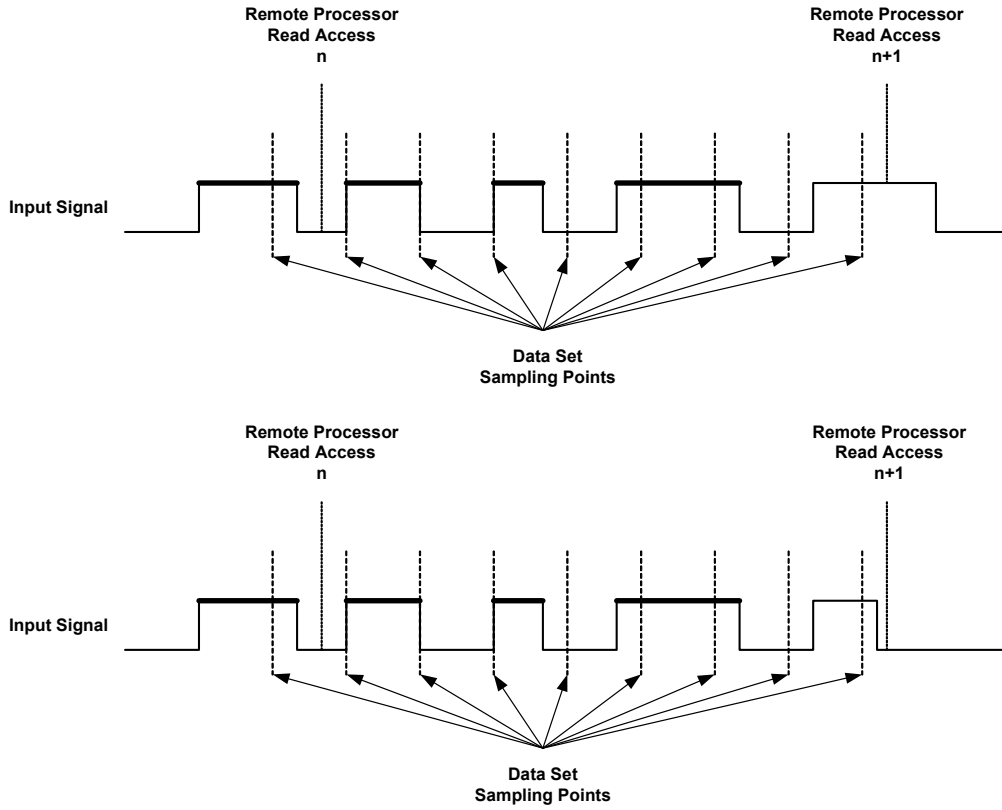 Remote Processor
Read Access
n
Remote Processor
Read Access
n+1
Input Signal
Data Set
Sampling Points
Remote Processor
Read Access
n
Remote Processor
Read Access
n+1
Input Signal
Data Set
Sampling Points